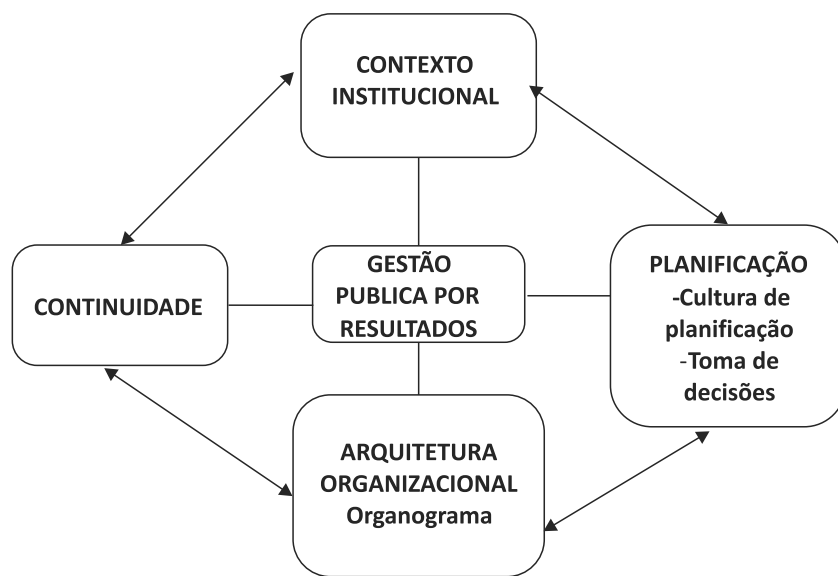 CONTEXTO
INSTITUCIONAL
CONTINUIDADE
GESTÃO
PUBLICA POR
RESULTADOS
PLANIFICAÇÃO
-Cultura de
planificação
-Toma de
decisões
ARQUITETURA
ORGANIZACIONAL
Organograma